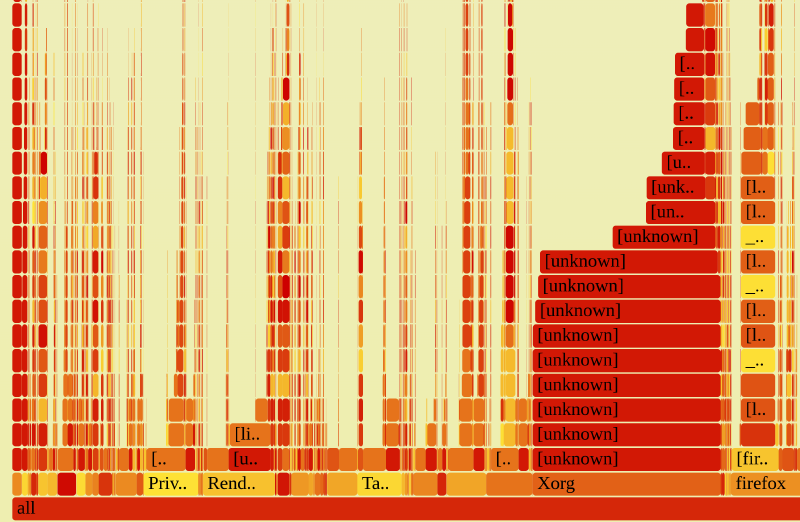 [..
[..
[..
[..
[u..
[unk.. [l..
[un.. [l..
[unknown] _..
[unknown] [l..
[unknown] _..
[unknown] [l..
[unknown] [l..
[unknown] _..
[unknown]
[unknown] [l..
[li.. [unknown]
[.. [u.. [.. [unknown] [fir..
Priv.. Rend.. Ta.. Xorg firefox
all